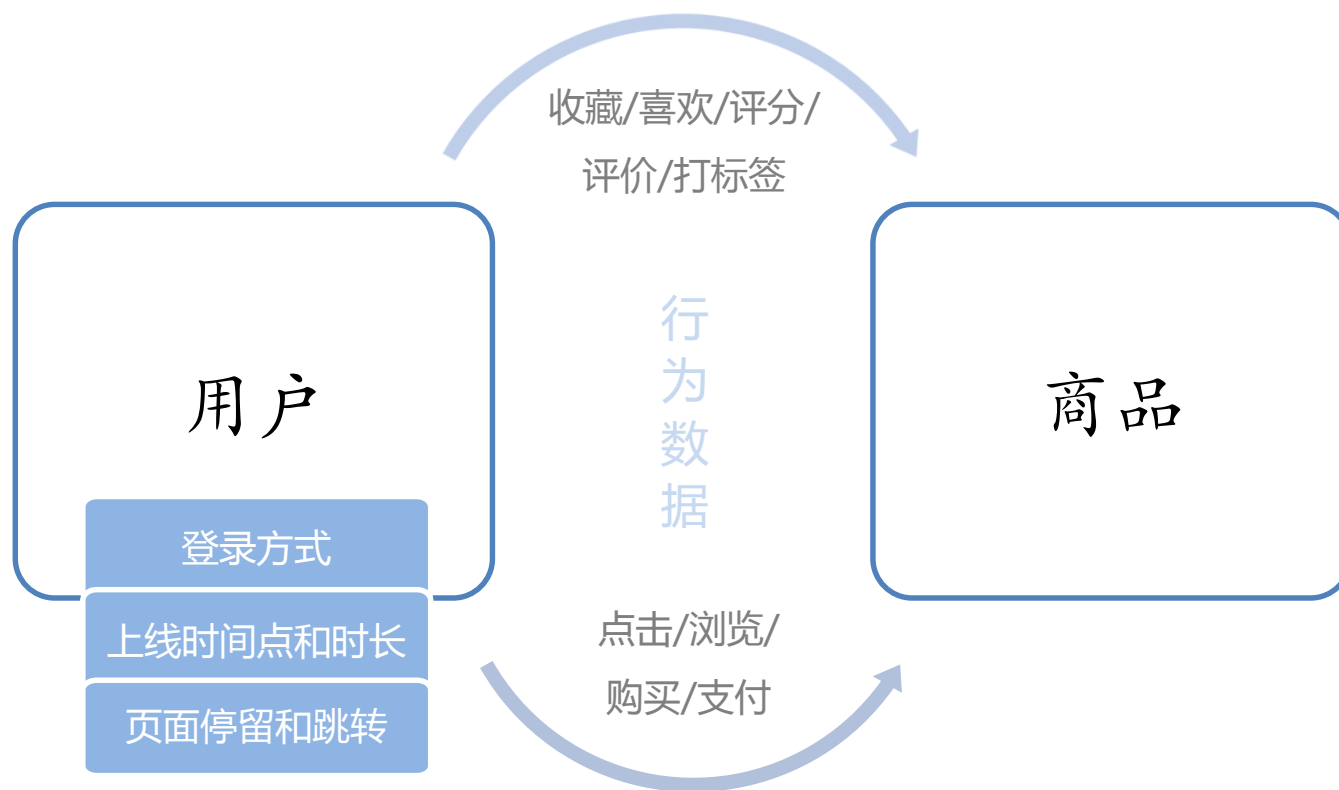 收藏/喜欢/评分/
评价/打标签
用户
行
为
数
据
商品
登录方式
上线时间点和时长
页面停留和跳转
点击/浏览/
购买/支付